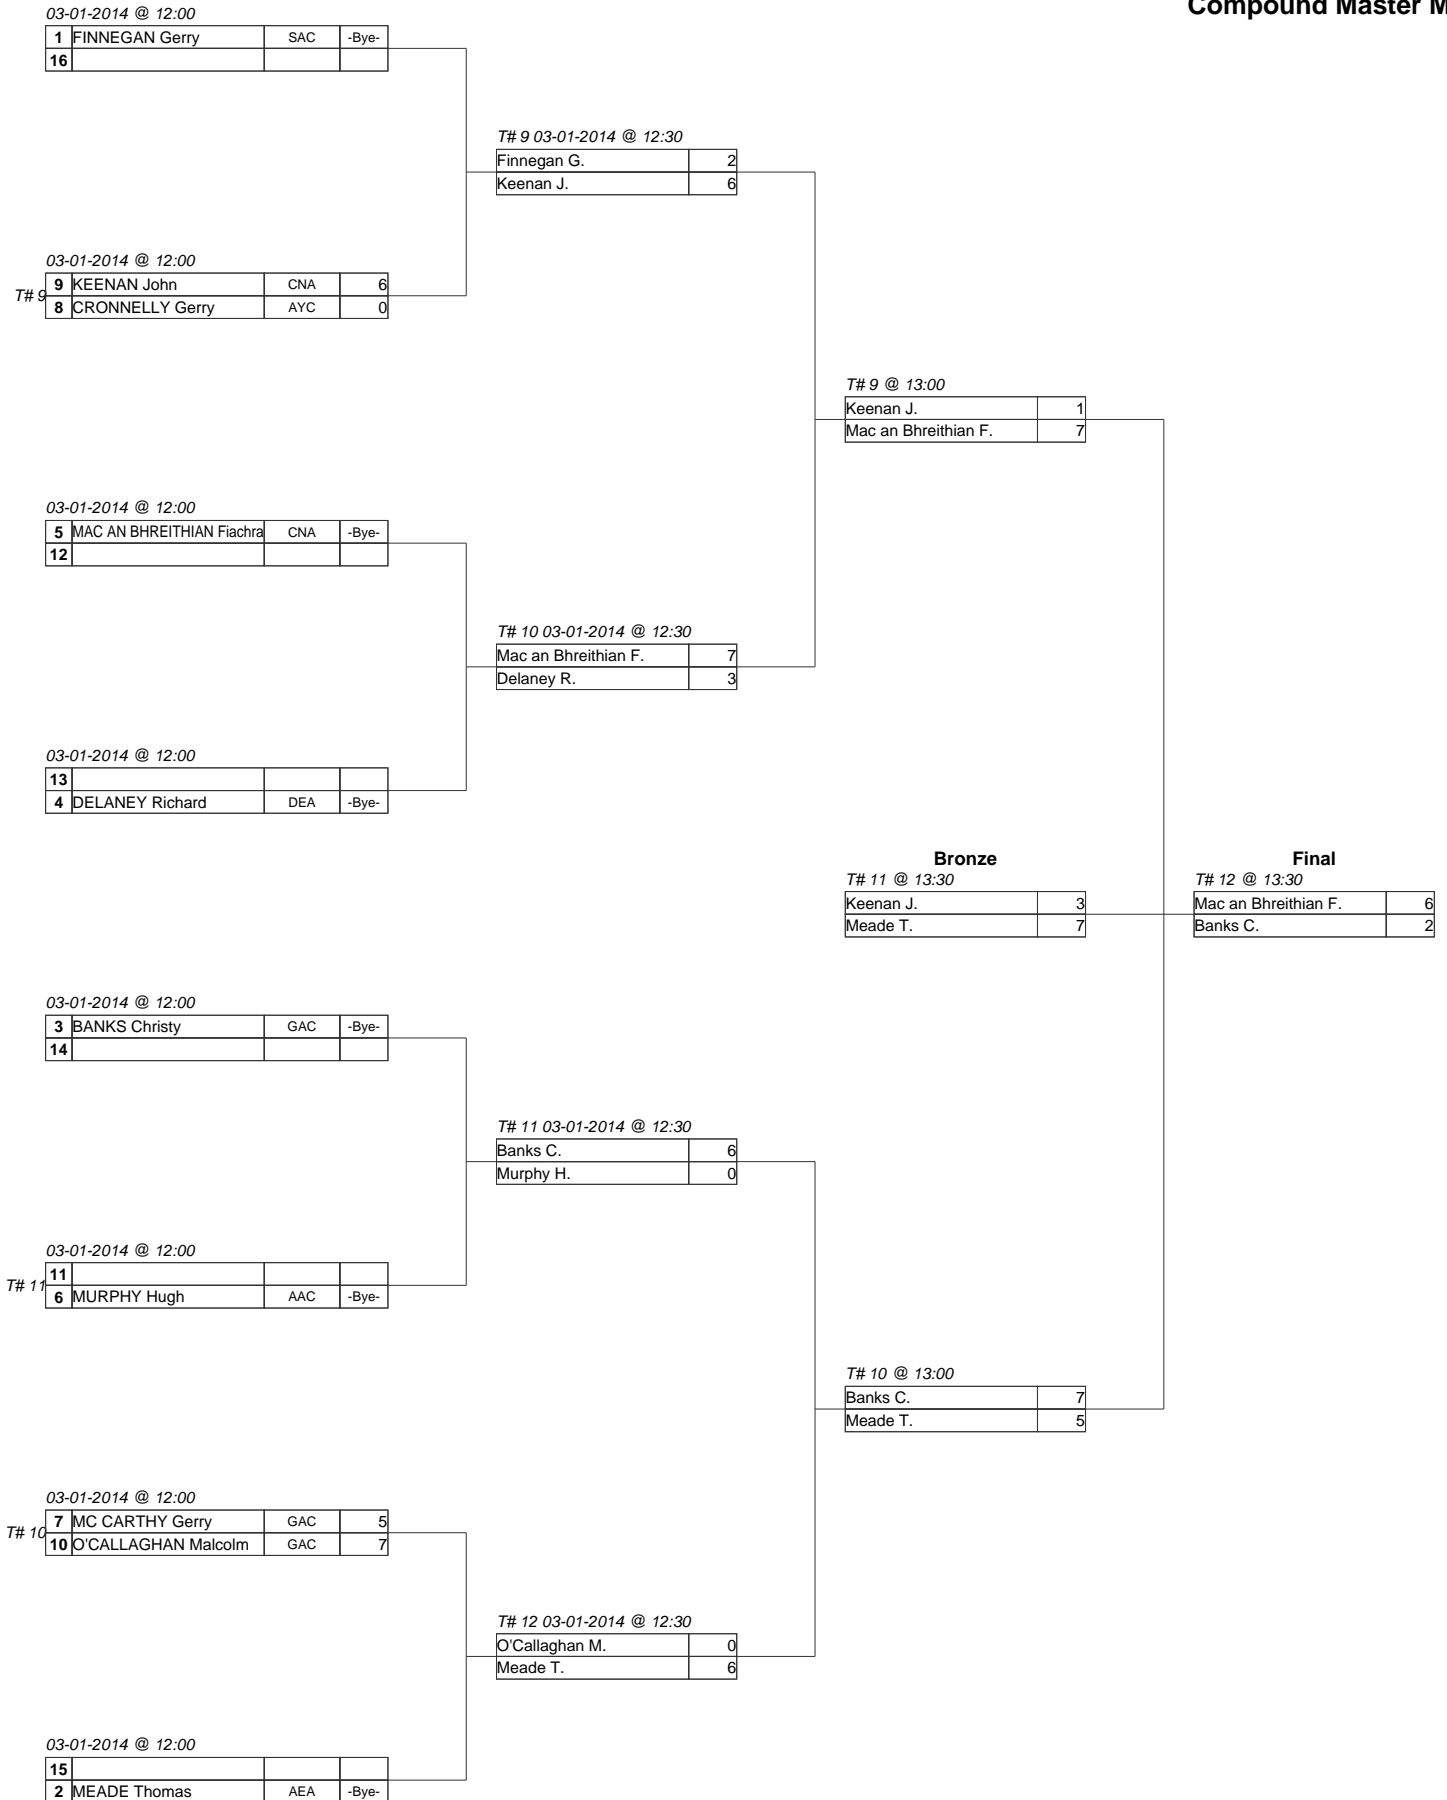 Compound Master M
03-01-2014 @ 12:00
1 FINNEGAN Gerry SAC -Bye-
16
T# 9 03-01-2014 @ 12:30
Finnegan G. 2
Keenan J. 6
03-01-2014 @ 12:00
T# 9
9 KEENAN John CNA 6
8 CRONNELLY Gerry AYC 0
T# 9 @ 13:00
Keenan J. 1
Mac an Bhreithian F. 7
03-01-2014 @ 12:00
5 MAC AN BHREITHIAN Fiachra CNA -Bye-
12
T# 10 03-01-2014 @ 12:30
Mac an Bhreithian F. 7
Delaney R. 3
03-01-2014 @ 12:00
13
4 DELANEY Richard DEA -Bye-
Bronze
T# 11 @ 13:30
Keenan J. 3
Meade T. 7
Final
T# 12 @ 13:30
Mac an Bhreithian F. 6
Banks C. 2
03-01-2014 @ 12:00
3 BANKS Christy GAC -Bye-
14
T# 11 03-01-2014 @ 12:30
Banks C. 6
Murphy H. 0
03-01-2014 @ 12:00
T# 11
11
6 MURPHY Hugh AAC -Bye-
T# 10 @ 13:00
Banks C. 7
Meade T. 5
03-01-2014 @ 12:00
T# 10
7 MC CARTHY Gerry GAC 5
10 O'CALLAGHAN Malcolm GAC 7
T# 12 03-01-2014 @ 12:30
O'Callaghan M. 0
Meade T. 6
03-01-2014 @ 12:00
15
2 MEADE Thomas AEA -Bye-